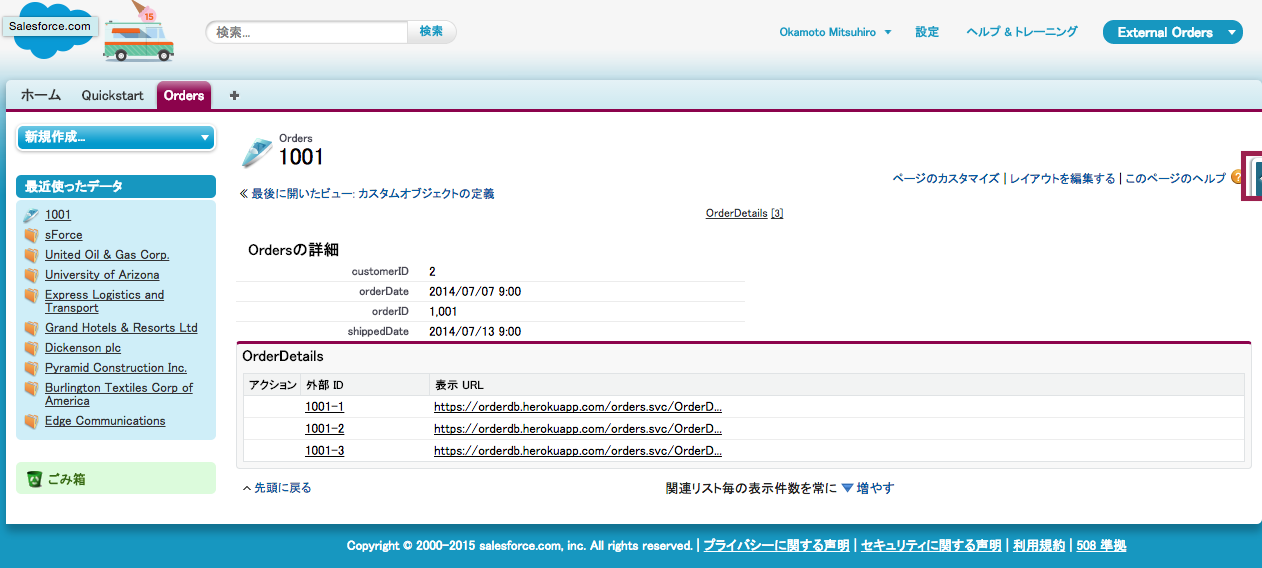 Salesforce.com
15
検索...
検索
Okamoto Mitsuhiro
設定
ヘルプ & トレーニング
External Orders
ホーム
Quickstart
Orders
新規作成...
最近使ったデータ
1001
sForce
United Oil & Gas Corp.
University of Arizona
Express Logistics and
Transport
Grand Hotels & Resorts Ltd
Dickenson plc
Pyramid Construction Inc.
Burlington Textiles Corp of
America
Edge Communications
ごみ箱
Orders
1001
ページのカスタマイズ | レイアウトを編集する | このページのヘルプ ?
« 最後に開いたビュー: カスタムオブジェクトの定義
OrderDetails [3]
Ordersの詳細
customerID 2
orderDate 2014/07/07 9:00
orderID 1,001
shippedDate 2014/07/13 9:00
OrderDetails
アクション 外部 ID 表示 URL
1001-1 https://orderdb.herokuapp.com/orders.svc/OrderD...
1001-2 https://orderdb.herokuapp.com/orders.svc/OrderD...
1001-3 https://orderdb.herokuapp.com/orders.svc/OrderD...
先頭に戻る
関連リスト毎の表示件数を常に ▼ 増やす
Copyright © 2000-2015 salesforce.com, inc. All rights reserved. | プライバシーに関する声明 | セキュリティに関する声明 | 利用規約 | 508 準拠